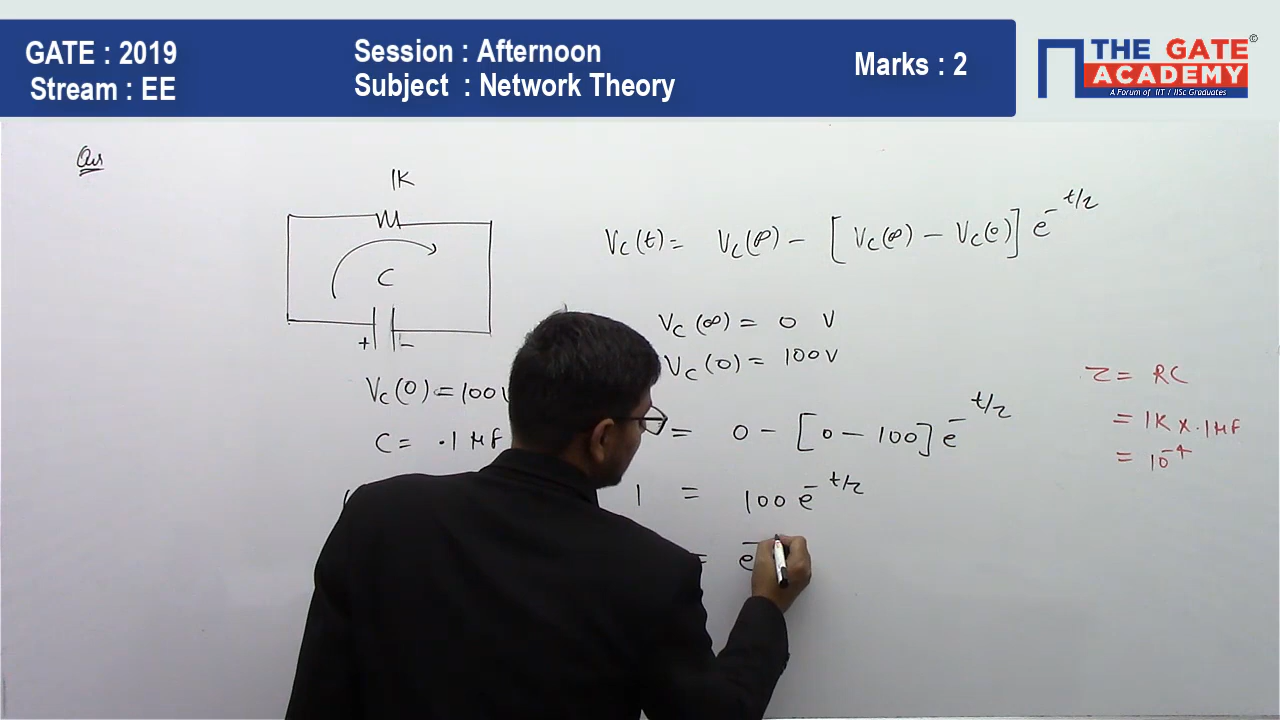 GATE : 2019
Stream : EE
Session : Afternoon
Subject : Network Theory
Marks : 2
THE GATE
ACADEMY
©
A Forum of IIT / IISc Graduates
Qus
1K
C
+ −
Vc(0) = 100V
C = .1 μF
Vc(t) = Vc(∞) − [Vc(∞) − Vc(0)] e^-t/τ
Vc(∞) = 0 V
Vc(0) = 100V
= 0 − [0 − 100] e^-t/τ
1 = 100 e^-t/τ
= e^-
τ = RC
= 1K × .1μF
= 10^-4